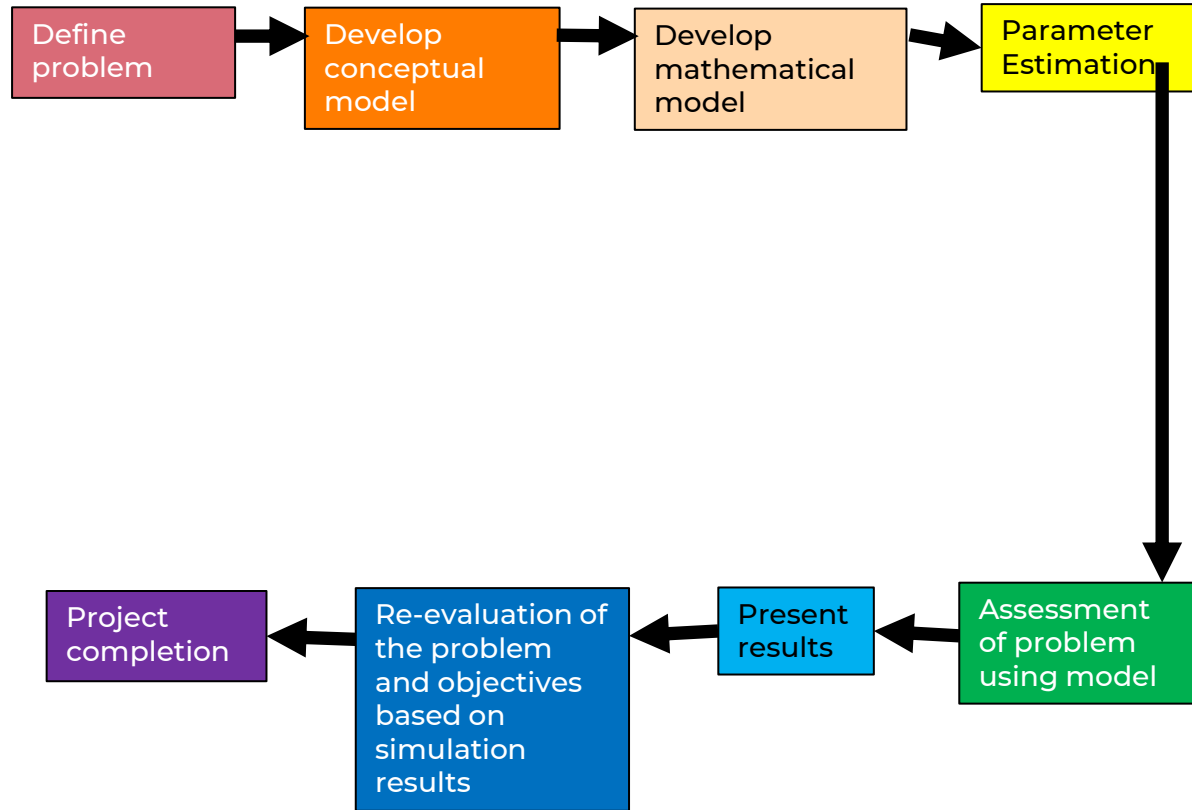 Define
problem
Develop
conceptual
model
Develop
mathematical
model
Parameter
Estimation
Assessment
of problem
using model
Present
results
Re-evaluation of
the problem
and objectives
based on
simulation
results
Project
completion